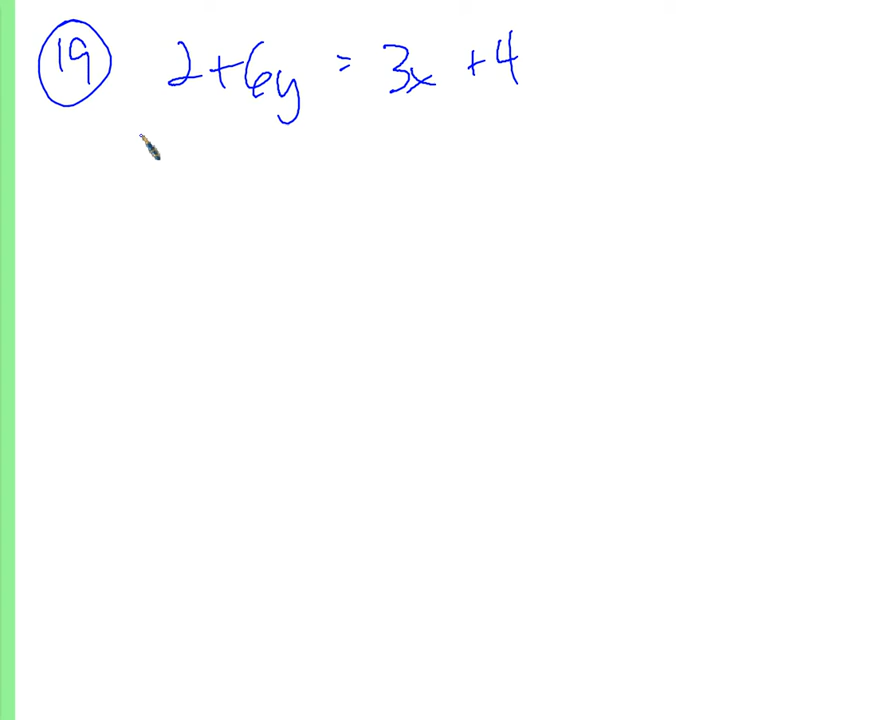 19 2+6y = 3x +4